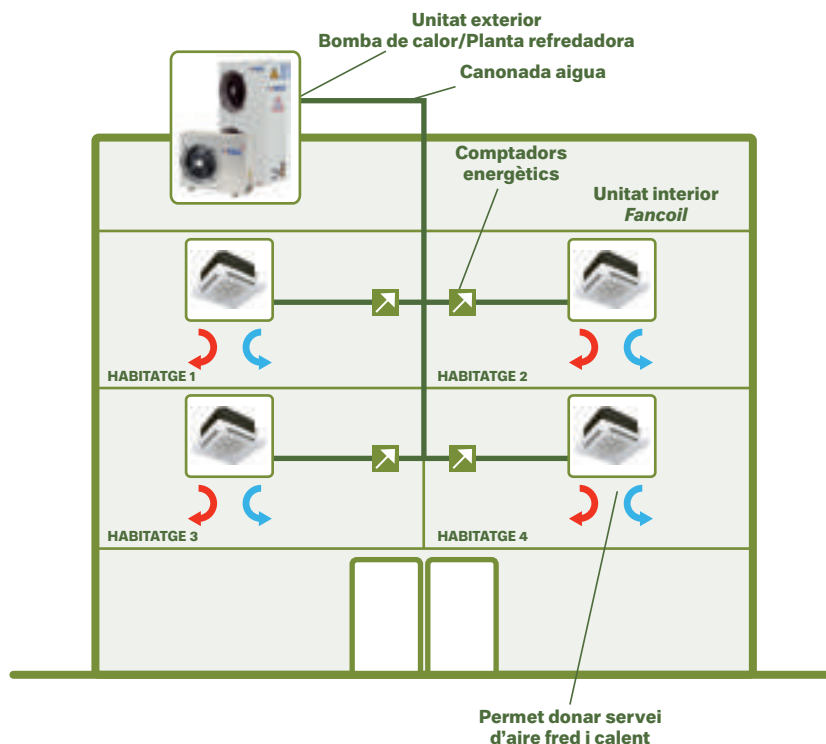 Unitat exterior
Bomba de calor/Planta refredadora
Canonada aigua
Comptadors
energètics
Unitat interior
Fancoil
HABITATGE 1
HABITATGE 2
HABITATGE 3
HABITATGE 4
Permet donar servei
d'aire fred i calent